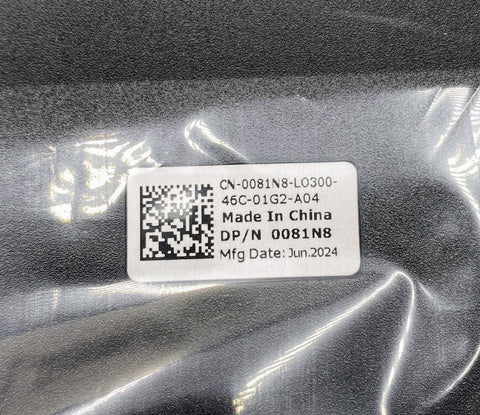 CN-0081N8-LO300-
46C-01G2-A04
Made In China
DP/N 0081N8
Mfg Date: Jun.2024